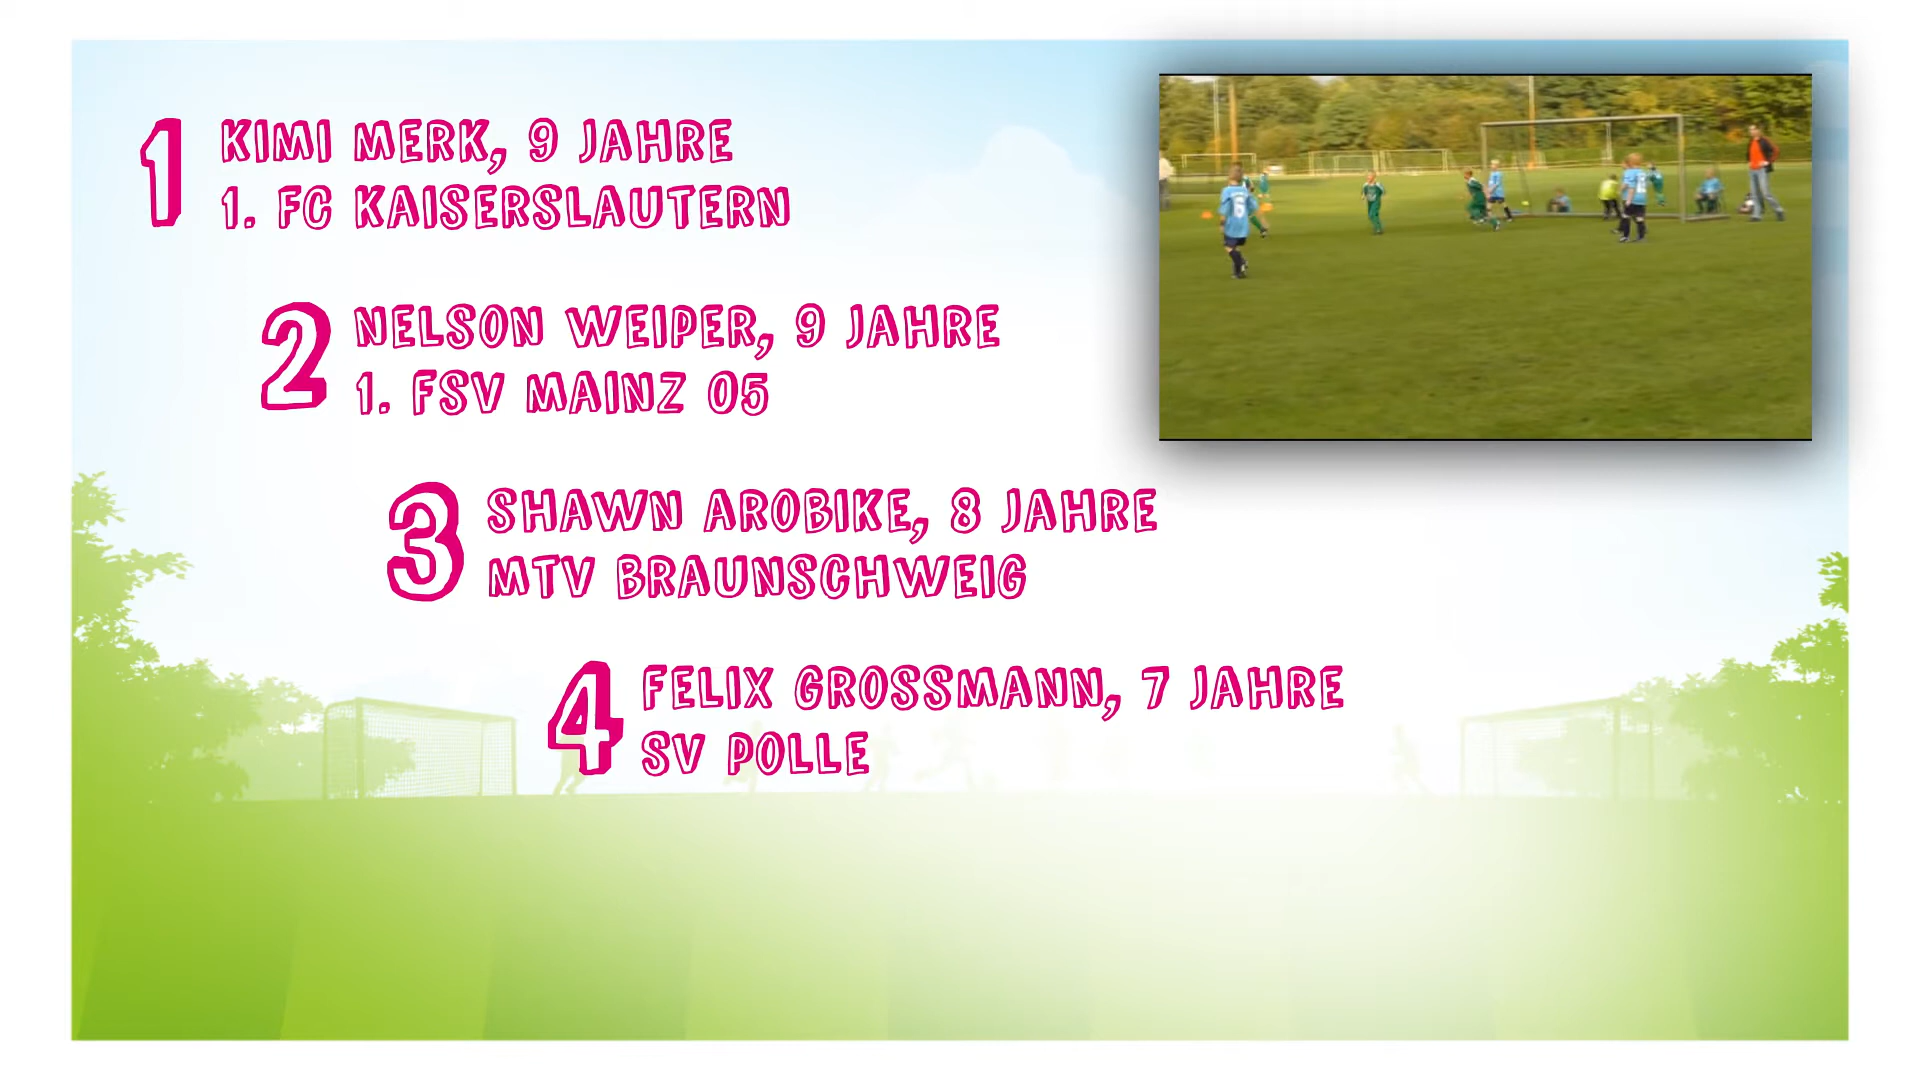 1 KIMI MERK, 9 JAHRE
1. FC KAISERSLAUTERN
2 NELSON WEIPER, 9 JAHRE
1. FSV MAINZ 05
3 SHAWN AROBIKE, 8 JAHRE
MTV BRAUNSCHWEIG
4 FELIX GROSSMANN, 7 JAHRE
SV POLLE